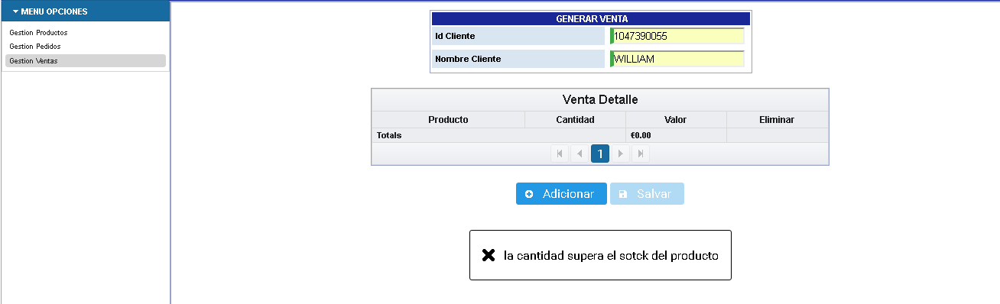 MENU OPCIONES
Gestion Productos
Gestion Pedidos
Gestion Ventas
GENERAR VENTA
Id Cliente 1047390055
Nombre Cliente WILLIAM
Venta Detalle
Producto Cantidad Valor Eliminar
Totals €0.00
1
Adicionar Salvar
la cantidad supera el sotck del producto